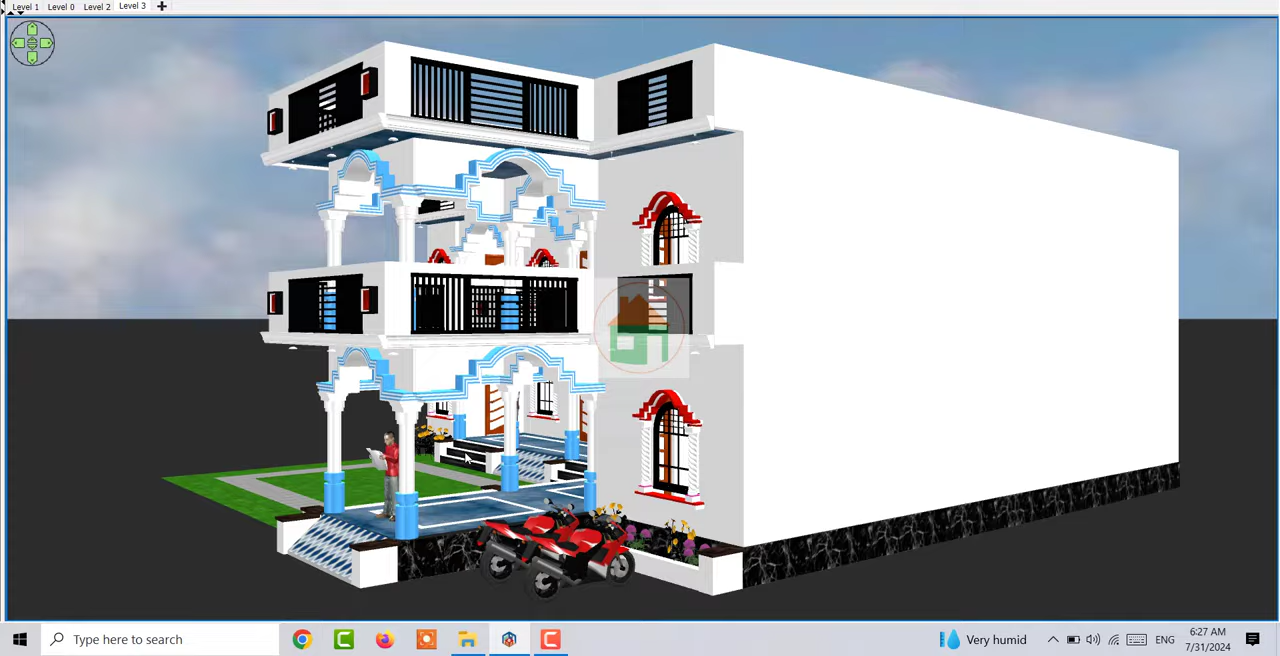 Level 1 Level 0 Level 2 Level 3
Type here to search
Very humid
ENG
6:27 AM
7/31/2024